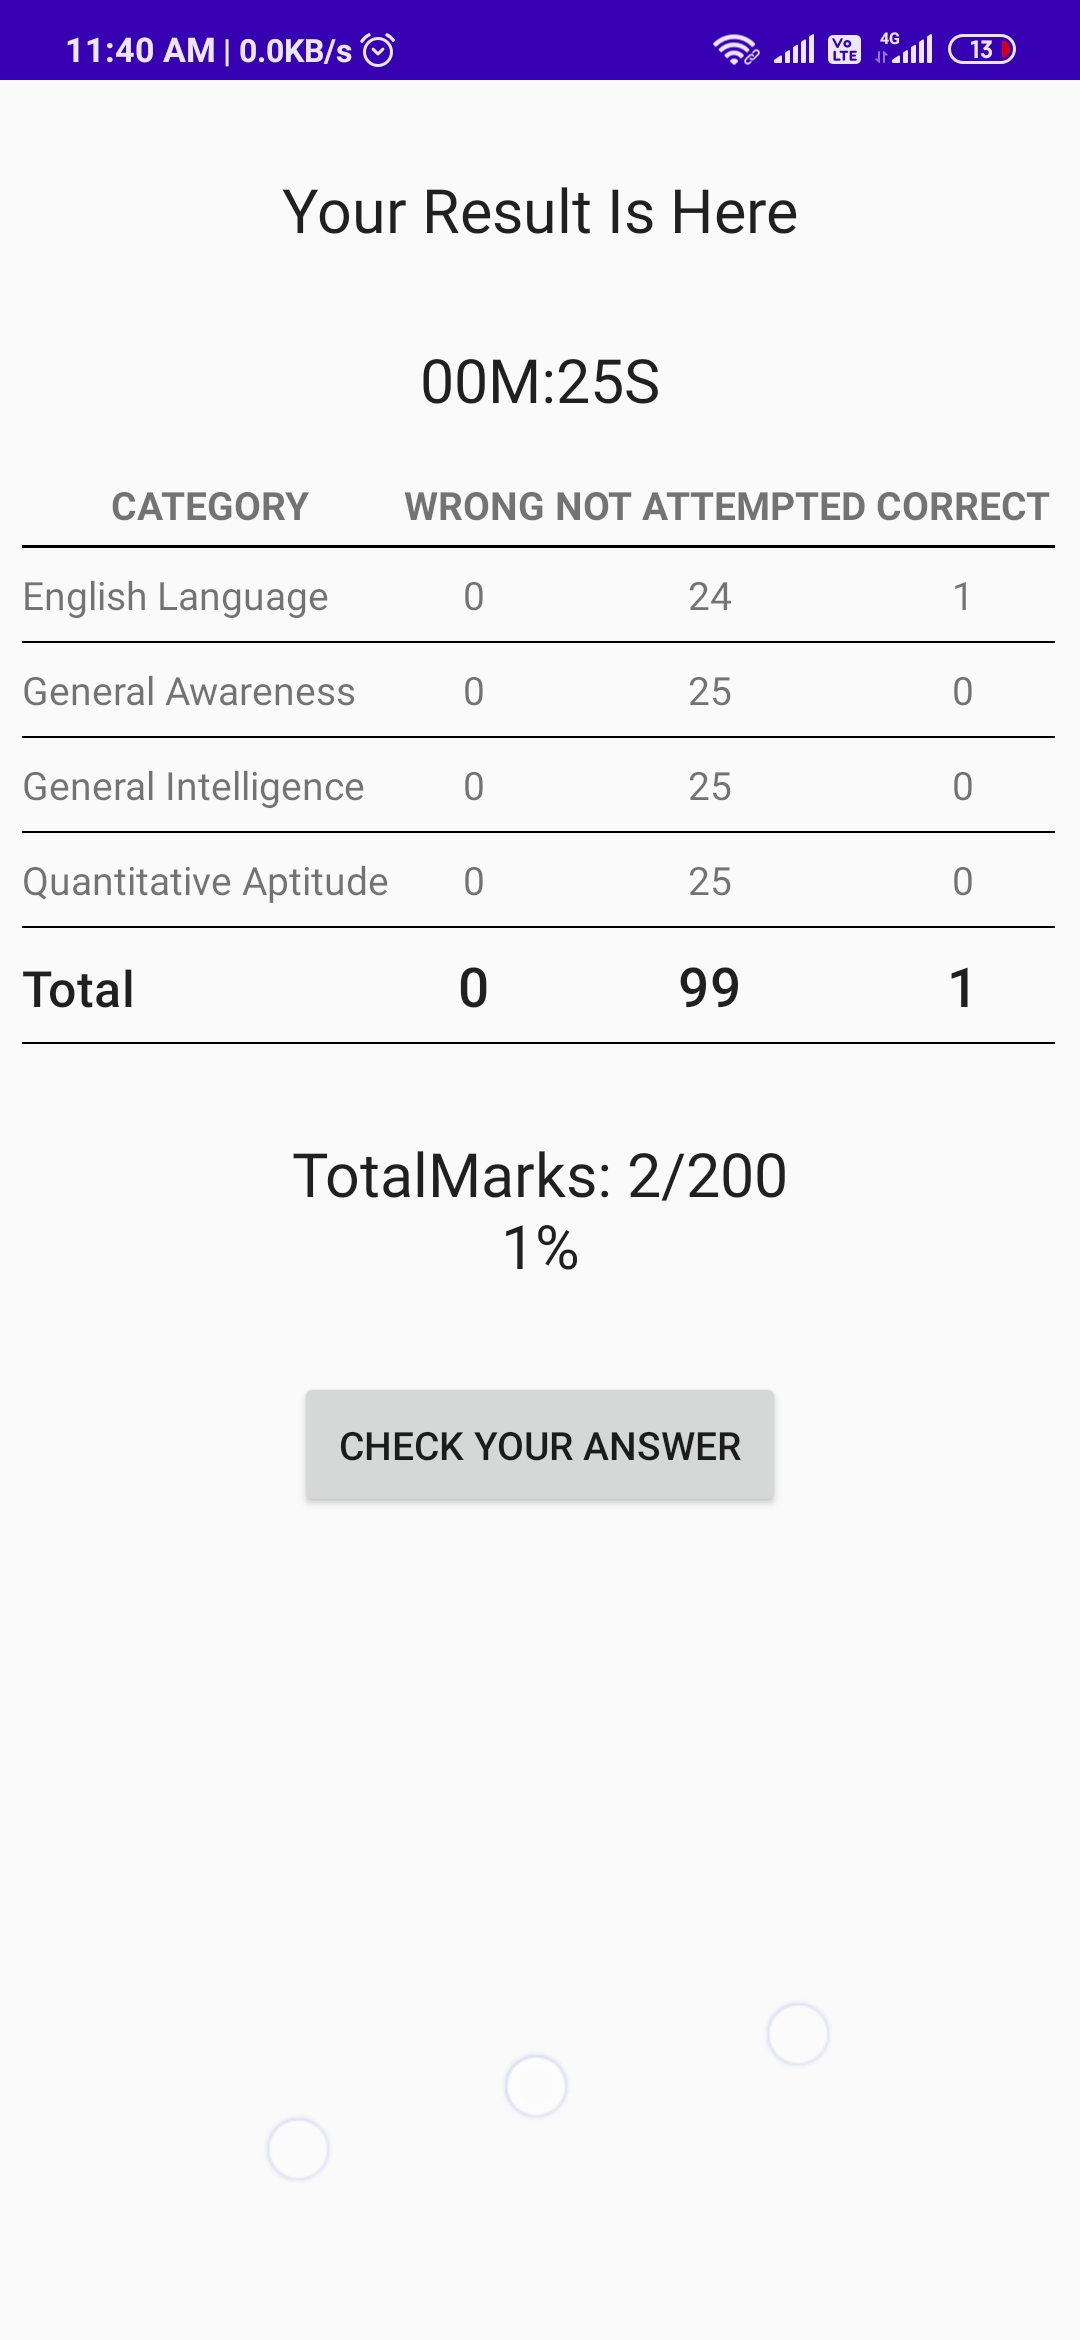 11:40 AM | 0.0KB/s Vo LTE 4G 13
Your Result Is Here
00M:25S
CATEGORY WRONG NOT ATTEMPTED CORRECT
English Language 0 24 1
General Awareness 0 25 0
General Intelligence 0 25 0
Quantitative Aptitude 0 25 0
Total 0 99 1
TotalMarks: 2/200
1%
CHECK YOUR ANSWER